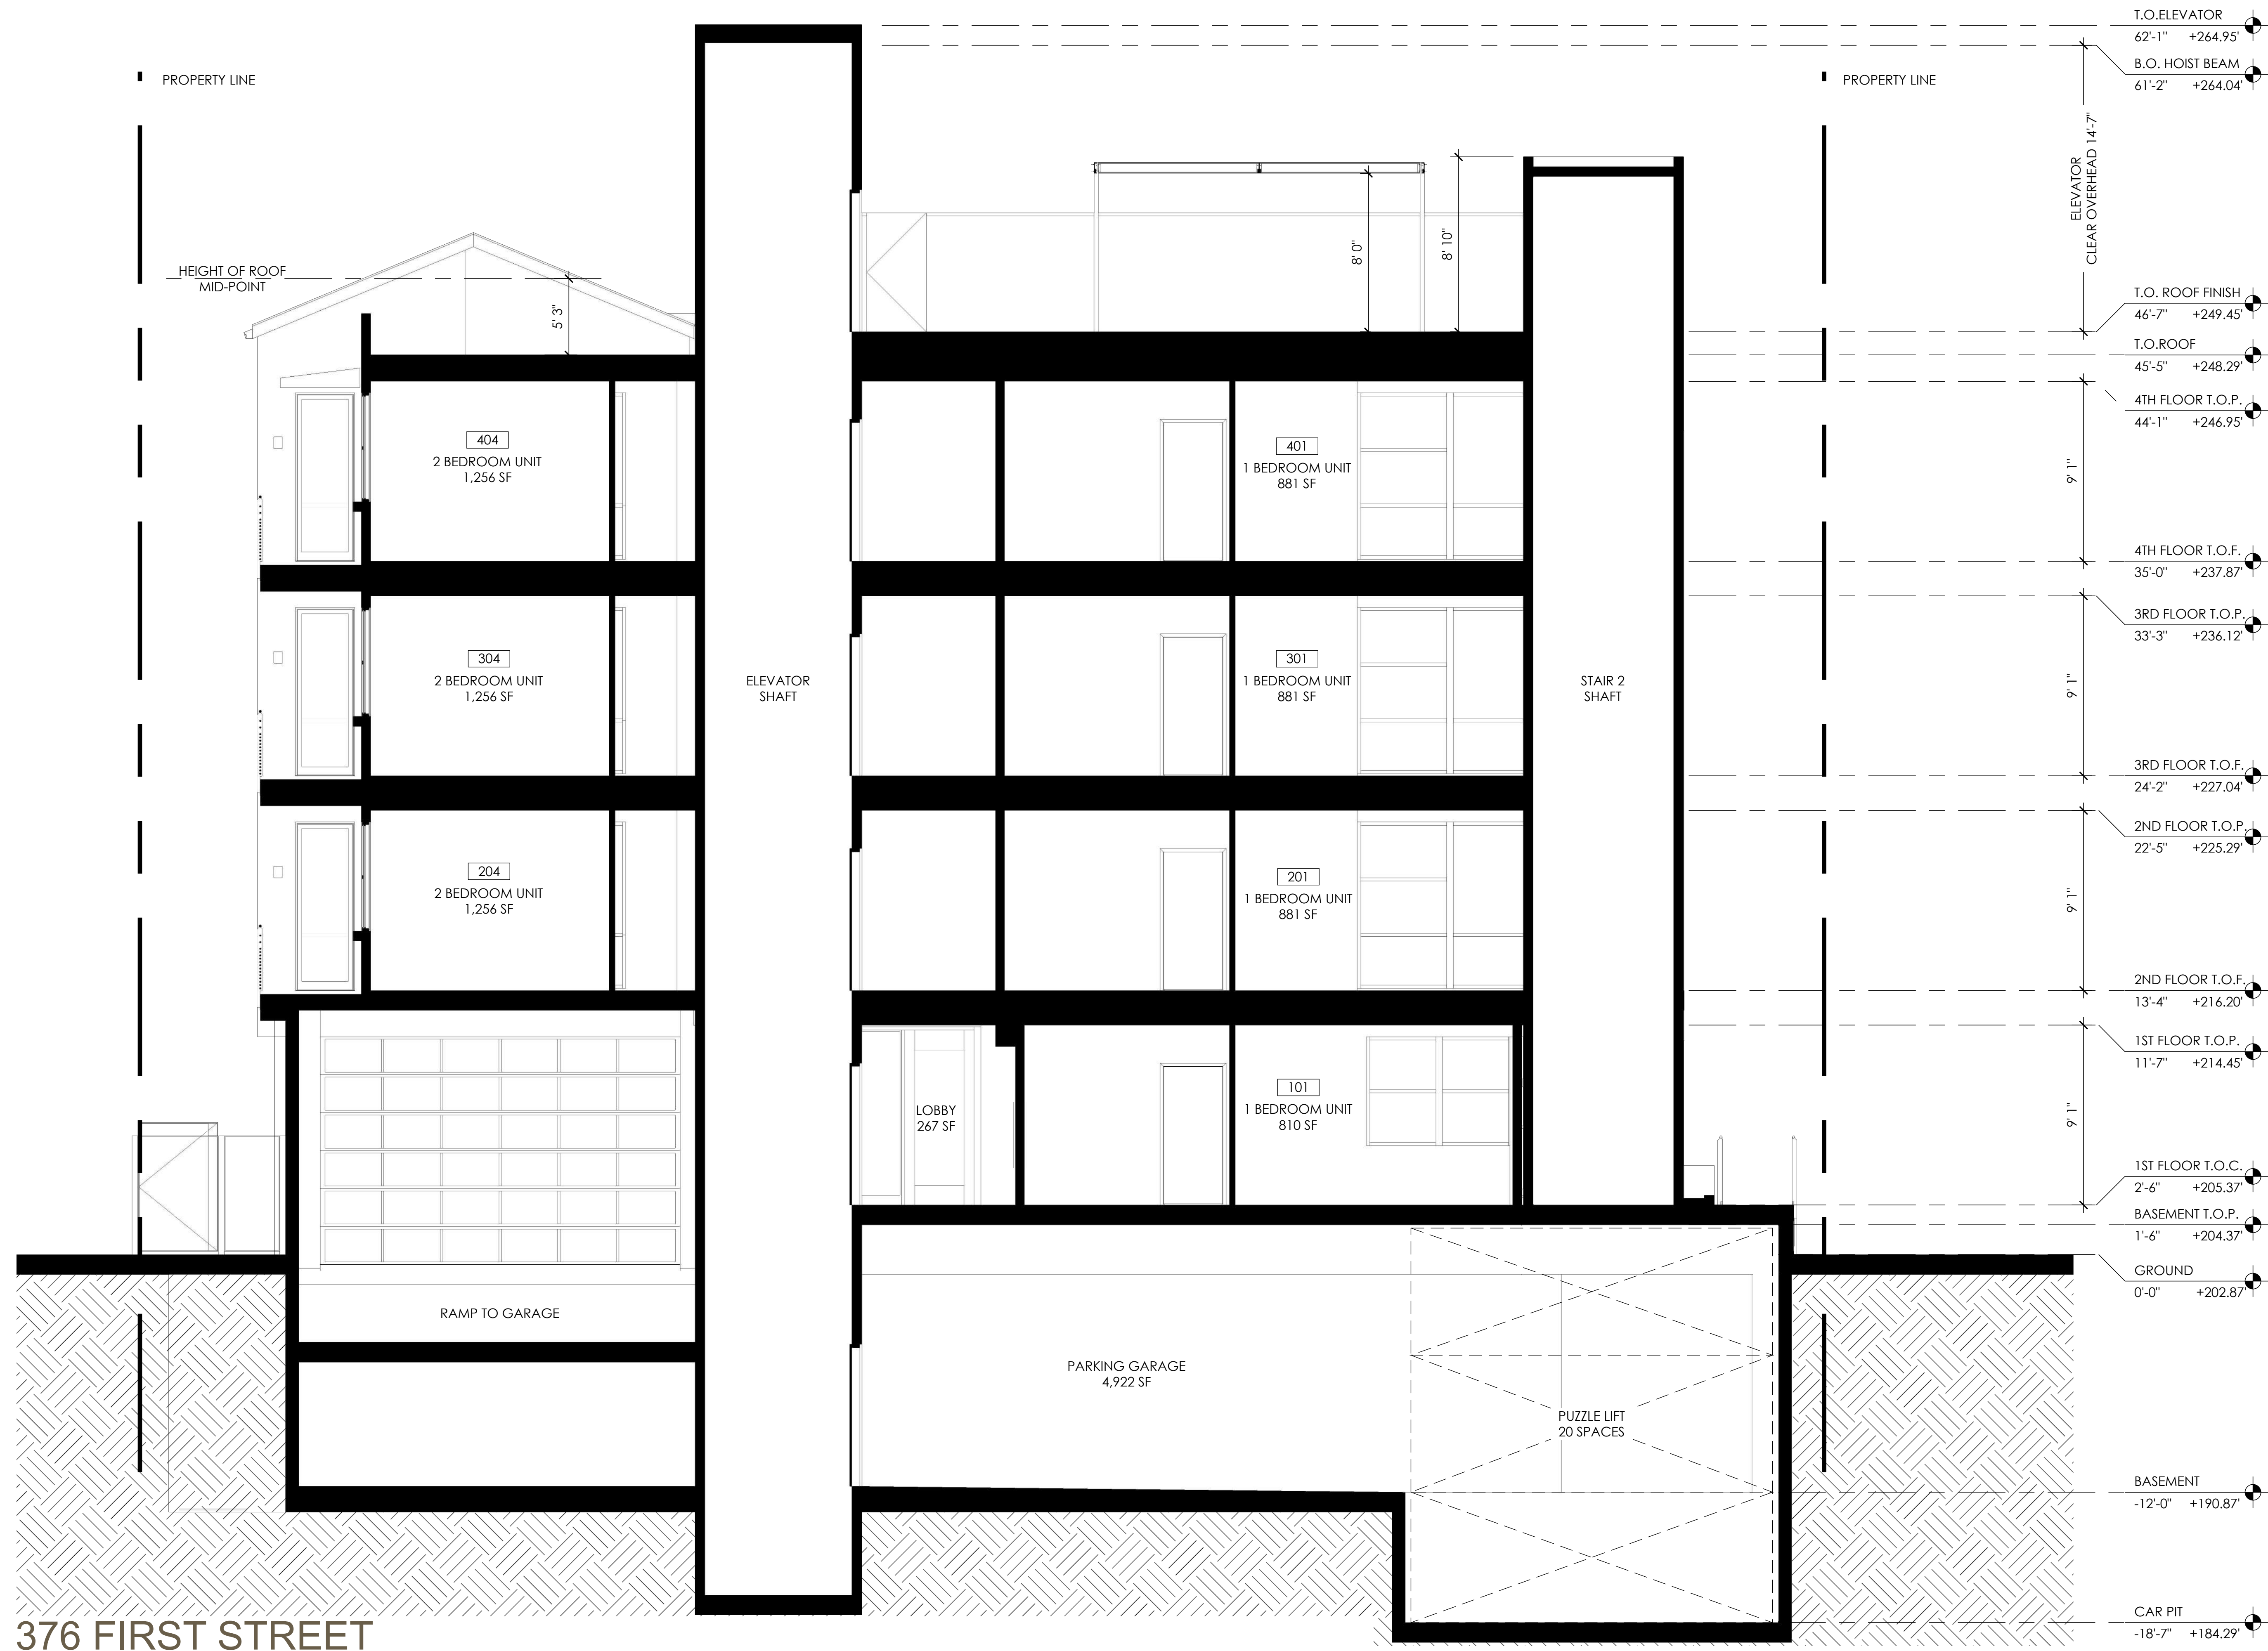 T.O.ELEVATOR
62'-1" +264.95'
B.O. HOIST BEAM
61'-2" +264.04'
PROPERTY LINE
PROPERTY LINE
ELEVATOR
CLEAR OVERHEAD 14'-7"
8' 0"
8' 10"
HEIGHT OF ROOF
MID-POINT
5' 3"
T.O. ROOF FINISH
46'-7" +249.45'
T.O.ROOF
45'-5" +248.29'
4TH FLOOR T.O.P.
44'-1" +246.95'
404
2 BEDROOM UNIT
1,256 SF
401
1 BEDROOM UNIT
881 SF
9' 1"
4TH FLOOR T.O.F.
35'-0" +237.87'
3RD FLOOR T.O.P.
33'-3" +236.12'
304
2 BEDROOM UNIT
1,256 SF
ELEVATOR
SHAFT
301
1 BEDROOM UNIT
881 SF
STAIR 2
SHAFT
9' 1"
3RD FLOOR T.O.F.
24'-2" +227.04'
2ND FLOOR T.O.P.
22'-5" +225.29'
204
2 BEDROOM UNIT
1,256 SF
201
1 BEDROOM UNIT
881 SF
9' 1"
2ND FLOOR T.O.F.
13'-4" +216.20'
1ST FLOOR T.O.P.
11'-7" +214.45'
LOBBY
267 SF
101
1 BEDROOM UNIT
810 SF
9' 1"
1ST FLOOR T.O.C.
2'-6" +205.37'
BASEMENT T.O.P.
1'-6" +204.37'
GROUND
0'-0" +202.87'
RAMP TO GARAGE
PARKING GARAGE
4,922 SF
PUZZLE LIFT
20 SPACES
BASEMENT
-12'-0" +190.87'
CAR PIT
-18'-7" +184.29'
376 FIRST STREET